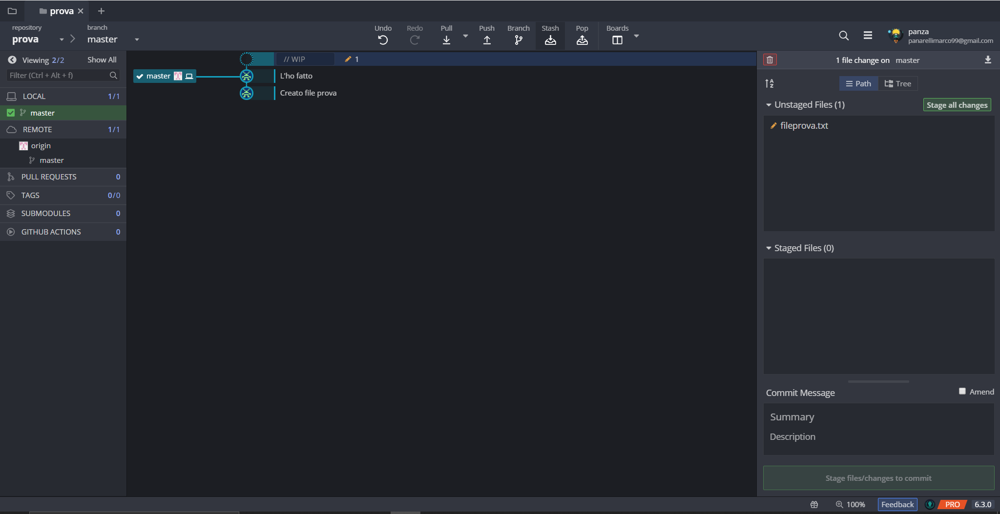 prova
repository
prova
branch
master
Undo
Redo
Pull
Push
Branch
Stash
Pop
Boards
panza
panarellimarco99@gmail.com
Viewing 2/2
Show All
Filter (Ctrl + Alt + f)
LOCAL 1/1
master
REMOTE 1/1
origin
master
PULL REQUESTS 0
TAGS 0/0
SUBMODULES 0
GITHUB ACTIONS 0
// WIP 1
master L'ho fatto
Creato file prova
1 file change on master
A
Z
Path
Tree
Unstaged Files (1)
Stage all changes
fileprova.txt
Staged Files (0)
Commit Message
Amend
Summary
Description
Stage files/changes to commit
100%
Feedback
PRO
6.3.0